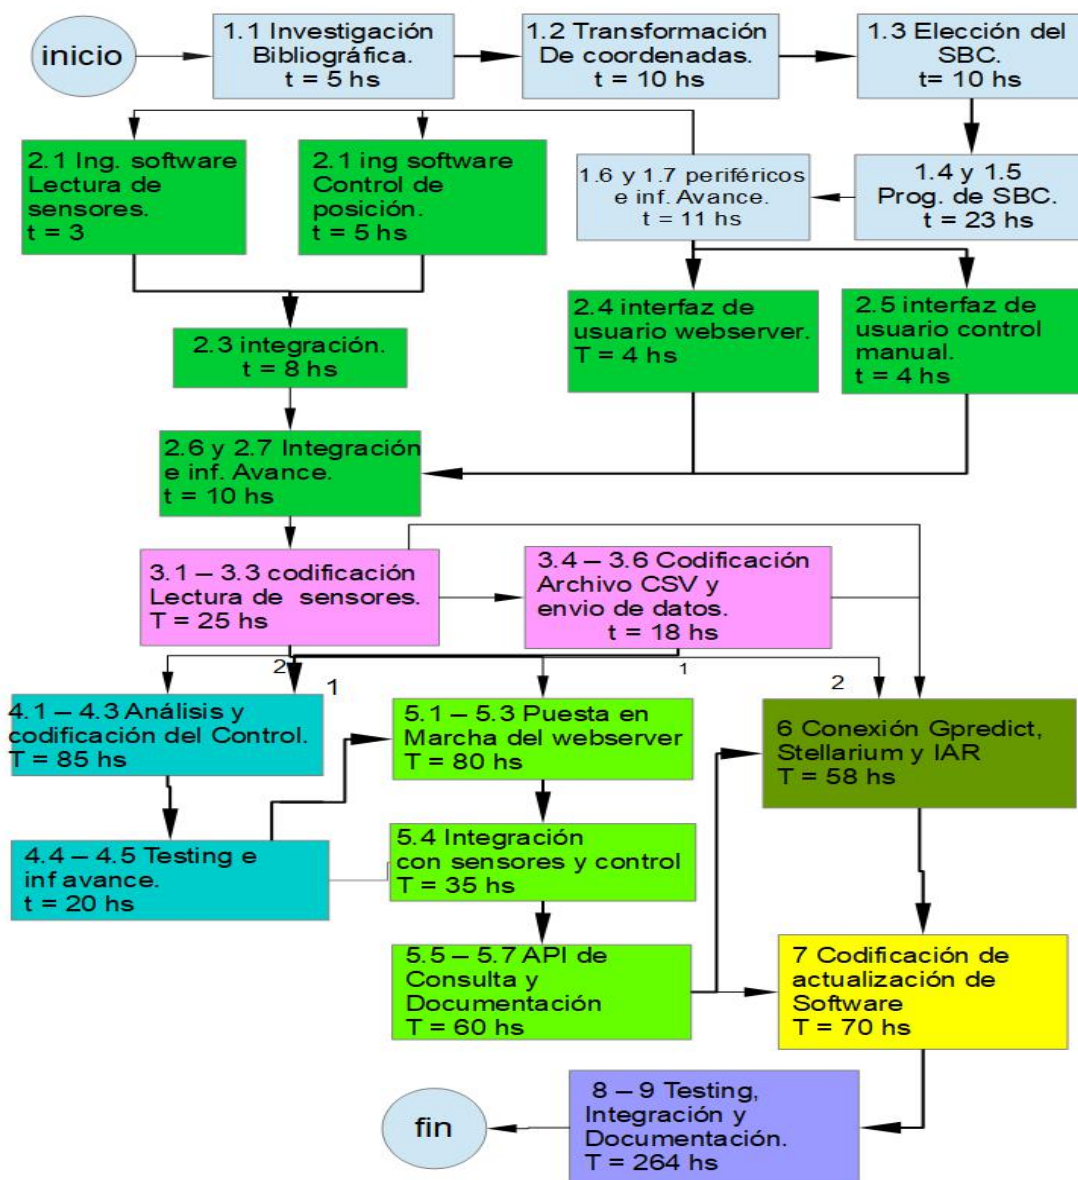 inicio
1.1 Investigación
Bibliográfica.
t = 5 hs
1.2 Transformación
De coordenadas.
t = 10 hs
1.3 Elección del
SBC.
t= 10 hs
2.1 Ing. software
Lectura de
sensores.
t = 3
2.1 ing software
Control de
posición.
t = 5 hs
1.6 y 1.7 periféricos
e inf. Avance.
t = 11 hs
1.4 y 1.5
Prog. de SBC.
t = 23 hs
2.3 integración.
t = 8 hs
2.4 interfaz de
usuario webserver.
T = 4 hs
2.5 interfaz de
usuario control
manual.
t = 4 hs
2.6 y 2.7 Integración
e inf. Avance.
t = 10 hs
3.1 – 3.3 codificación
Lectura de sensores.
T = 25 hs
3.4 – 3.6 Codificación
Archivo CSV y
envio de datos.
t = 18 hs
2
1
1
2
4.1 – 4.3 Análisis y
codificación del Control.
T = 85 hs
5.1 – 5.3 Puesta en
Marcha del webserver
T = 80 hs
6 Conexión Gpredict,
Stellarium y IAR
T = 58 hs
4.4 – 4.5 Testing e
inf avance.
t = 20 hs
5.4 Integración
con sensores y control
T = 35 hs
5.5 – 5.7 API de
Consulta y
Documentación
T = 60 hs
7 Codificación de
actualización de
Software
T = 70 hs
fin
8 – 9 Testing,
Integración y
Documentación.
T = 264 hs